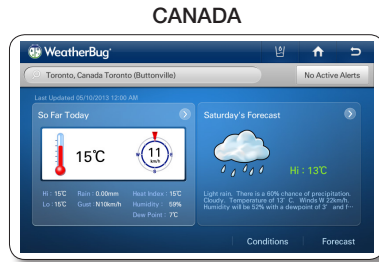 CANADA
WeatherBug
Toronto, Canada Toronto (Buttonville)
No Active Alerts
Last Updated 05/10/2013 12:00 AM
So Far Today
15℃
11
km/h
Hi : 15℃ Rain : 0.00mm Heat Index : 15℃
Lo : 15℃ Gust : N10km/h Humidity : 59%
Dew Point : 7℃
Saturday's Forecast
Hi : 13℃
Light rain. There is a 60% chance of precipitation.
Cloudy. Temperature of 13˚ C. Winds W 22km/h.
Humidity will be 52% with a dewpoint of 3˚ and f⋯
Conditions Forecast